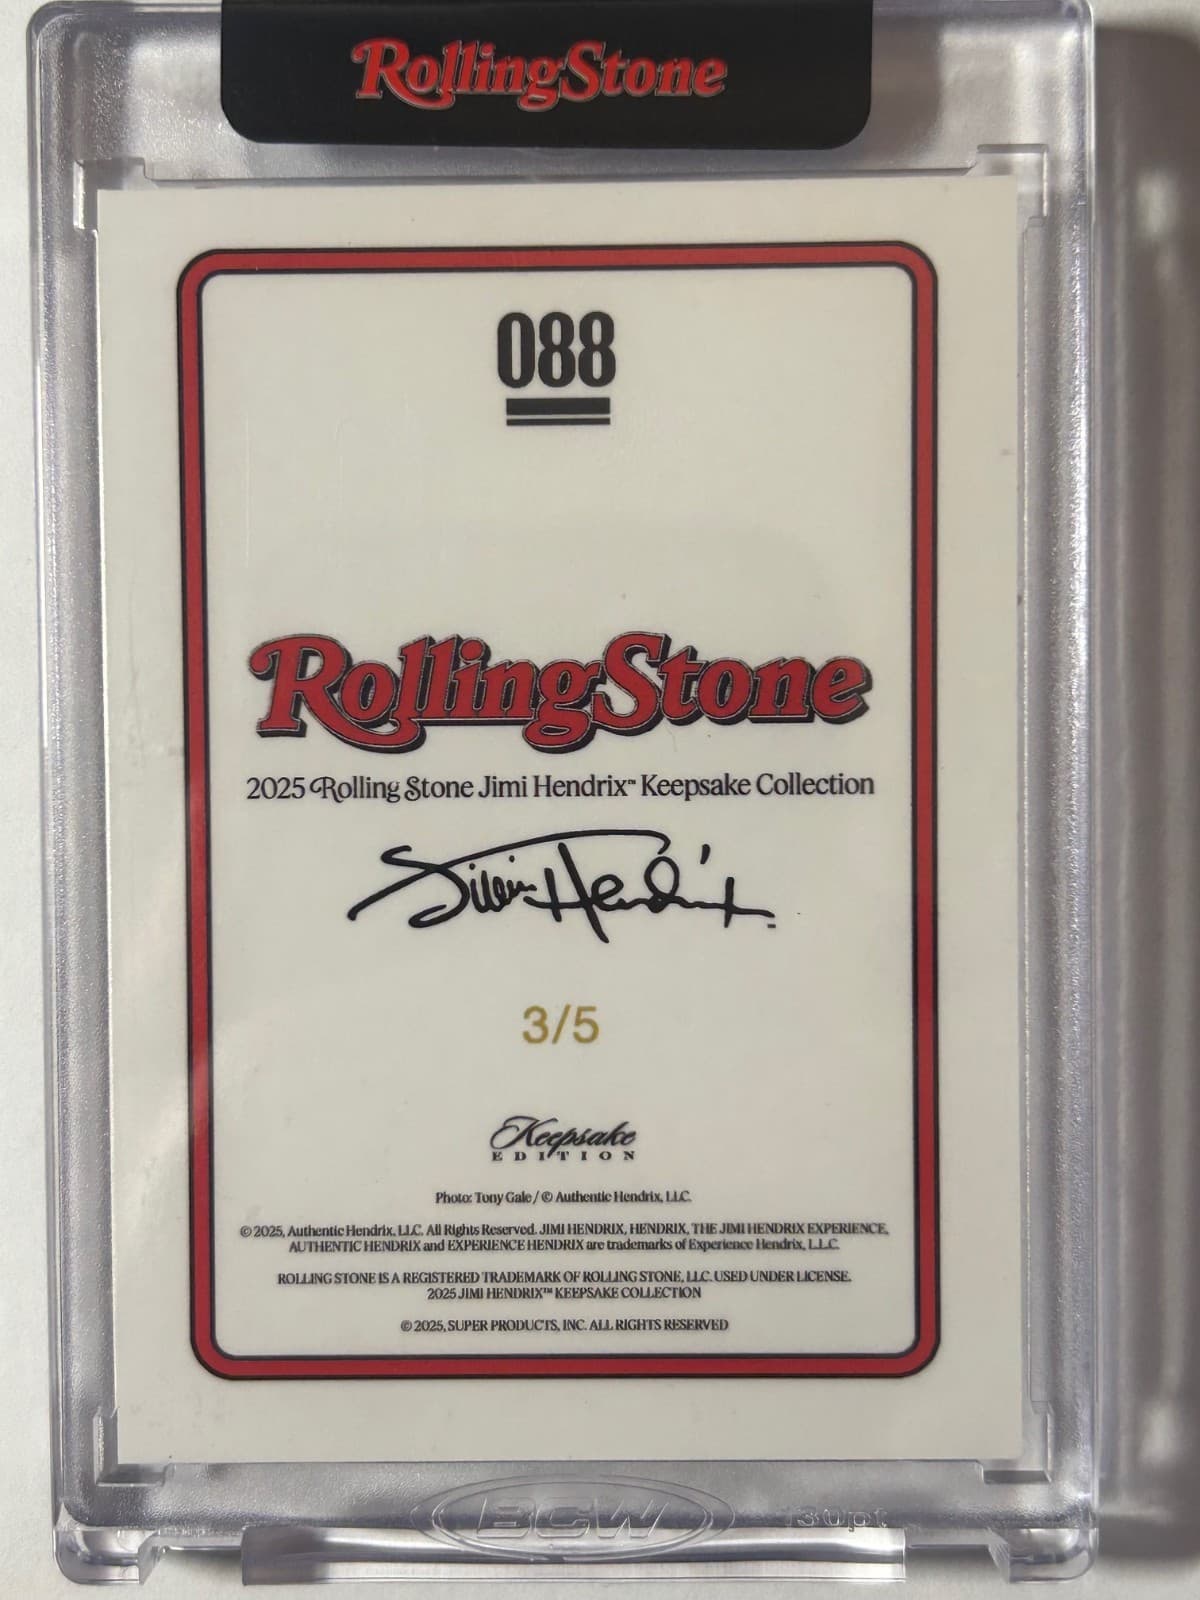 RollingStone
088
RollingStone
2025 Rolling Stone Jimi Hendrix™ Keepsake Collection
Jimi Hendrix
3/5
Keepsake
EDITION
Photo: Tony Gale / © Authentic Hendrix, LLC.
© 2025, Authentic Hendrix, LLC. All Rights Reserved. JIMI HENDRIX, HENDRIX, THE JIMI HENDRIX EXPERIENCE,
AUTHENTIC HENDRIX and EXPERIENCE HENDRIX are trademarks of Experience Hendrix, L.L.C.
ROLLING STONE IS A REGISTERED TRADEMARK OF ROLLING STONE, LLC. USED UNDER LICENSE.
2025 JIMI HENDRIX™ KEEPSAKE COLLECTION
© 2025, SUPER PRODUCTS, INC. ALL RIGHTS RESERVED
BCW 130pt